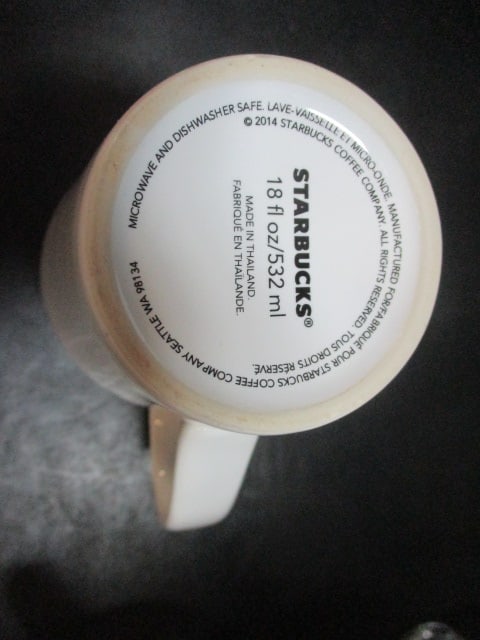 MICROWAVE AND DISHWASHER SAFE. LAVE-VAISSELLE ET MICRO-ONDE. MANUFACTURED FOR/FABRIQUÉ POUR STARBUCKS COFFEE COMPANY SEATTLE WA 98134
© 2014 STARBUCKS COFFEE COMPANY. ALL RIGHTS RESERVED. TOUS DROITS RÉSERVÉ.
STARBUCKS®
18 fl oz/532 ml
MADE IN THAILAND.
FABRIQUÉ EN THAÏLANDE.